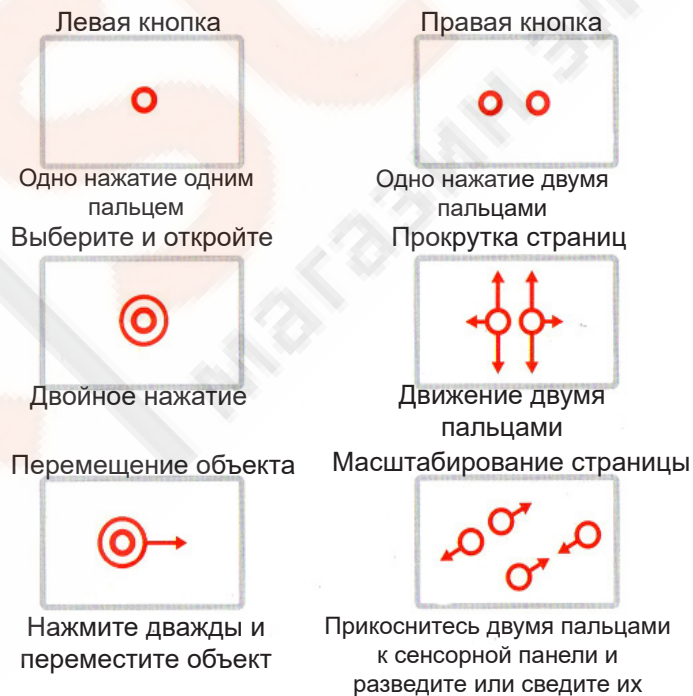 Левая кнопка
Одно нажатие одним
пальцем
Правая кнопка
Одно нажатие двумя
пальцами
Выберите и откройте
Двойное нажатие
Прокрутка страниц
Движение двумя
пальцами
Перемещение объекта
Нажмите дважды и
переместите объект
Масштабирование страницы
Прикоснитесь двумя пальцами
к сенсорной панели и
разведите или сведите их
магазин